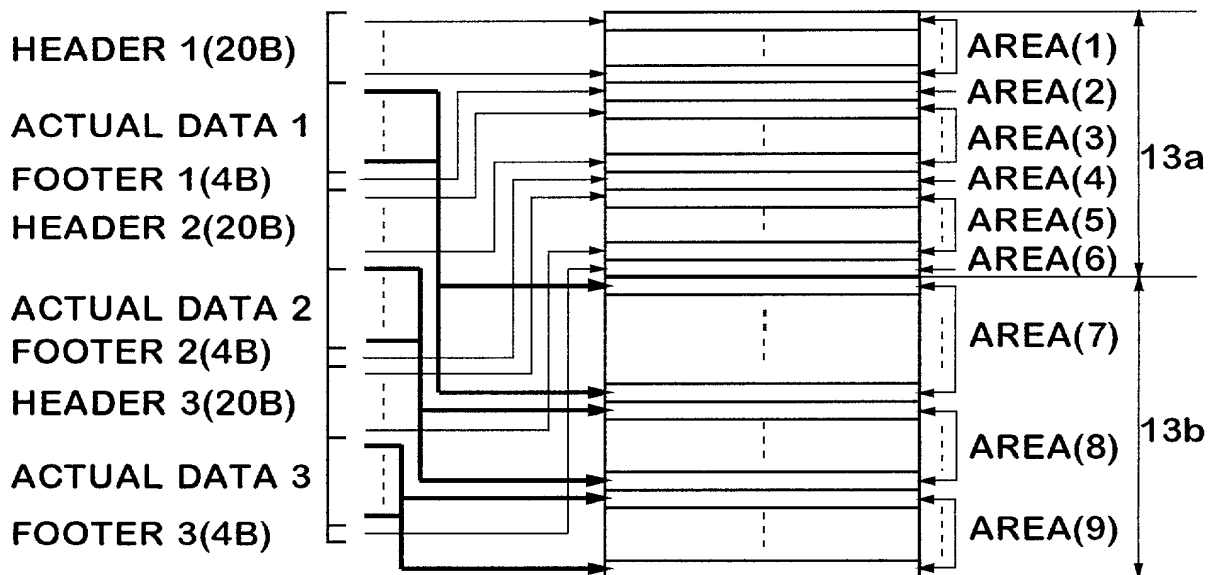 HEADER 1(20B)
ACTUAL DATA 1
FOOTER 1(4B)
HEADER 2(20B)
ACTUAL DATA 2
FOOTER 2(4B)
HEADER 3(20B)
ACTUAL DATA 3
FOOTER 3(4B)
AREA(1)
AREA(2)
AREA(3)
AREA(4)
AREA(5)
AREA(6)
AREA(7)
AREA(8)
AREA(9)
13a
13b